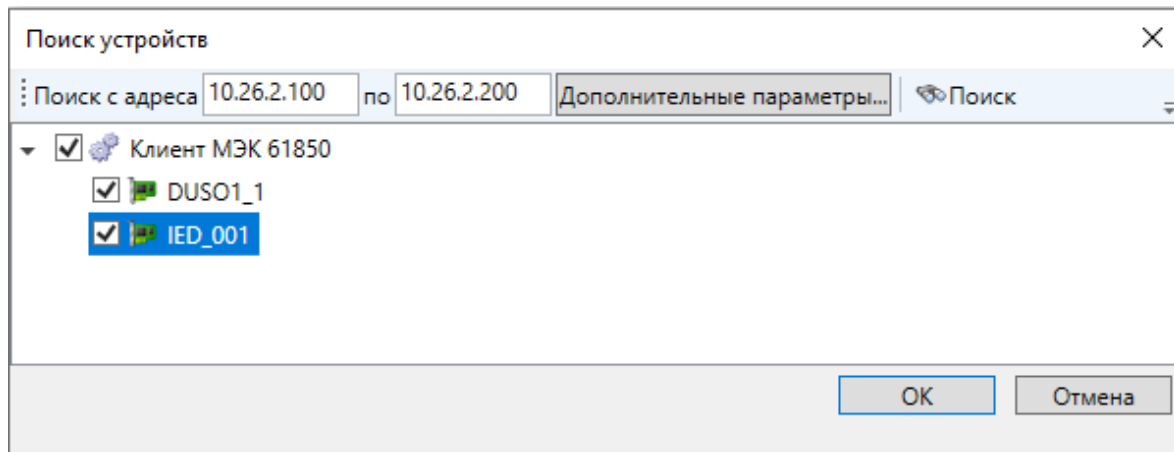 Поиск устройств
Поиск с адреса 10.26.2.100 по 10.26.2.200 Дополнительные параметры... Поиск
Клиент МЭК 61850
DUSO1_1
IED_001
ОК Отмена